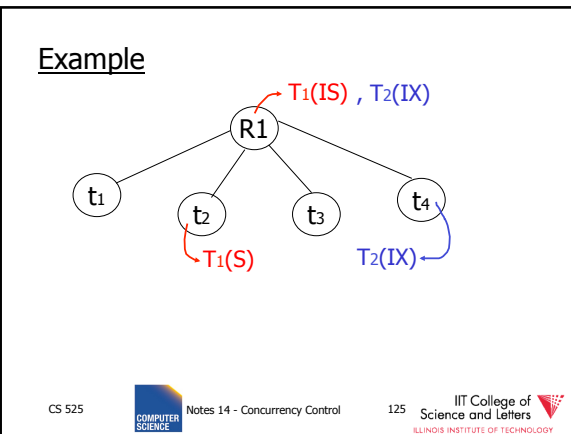 Example
T1(IS) , T2(IX)
R1
t1
t2
t3
t4
T1(S)
T2(IX)
CS 525
COMPUTER
SCIENCE
Notes 14 - Concurrency Control
125
IIT College of
Science and Letters
ILLINOIS INSTITUTE OF TECHNOLOGY